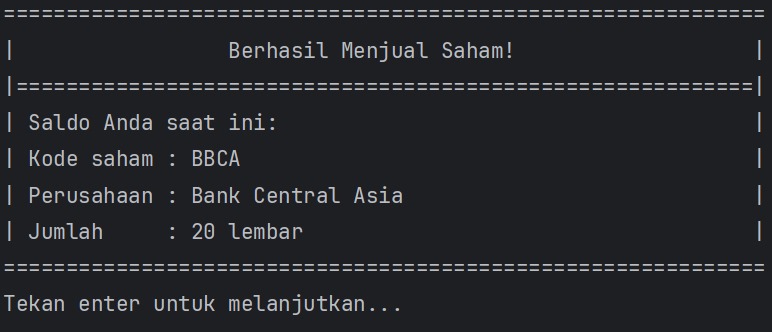 =============================================================
|                 Berhasil Menjual Saham!                   |
|===========================================================|
| Saldo Anda saat ini:                                      |
| Kode saham : BBCA                                         |
| Perusahaan : Bank Central Asia                            |
| Jumlah     : 20 lembar                                    |
=============================================================
Tekan enter untuk melanjutkan...